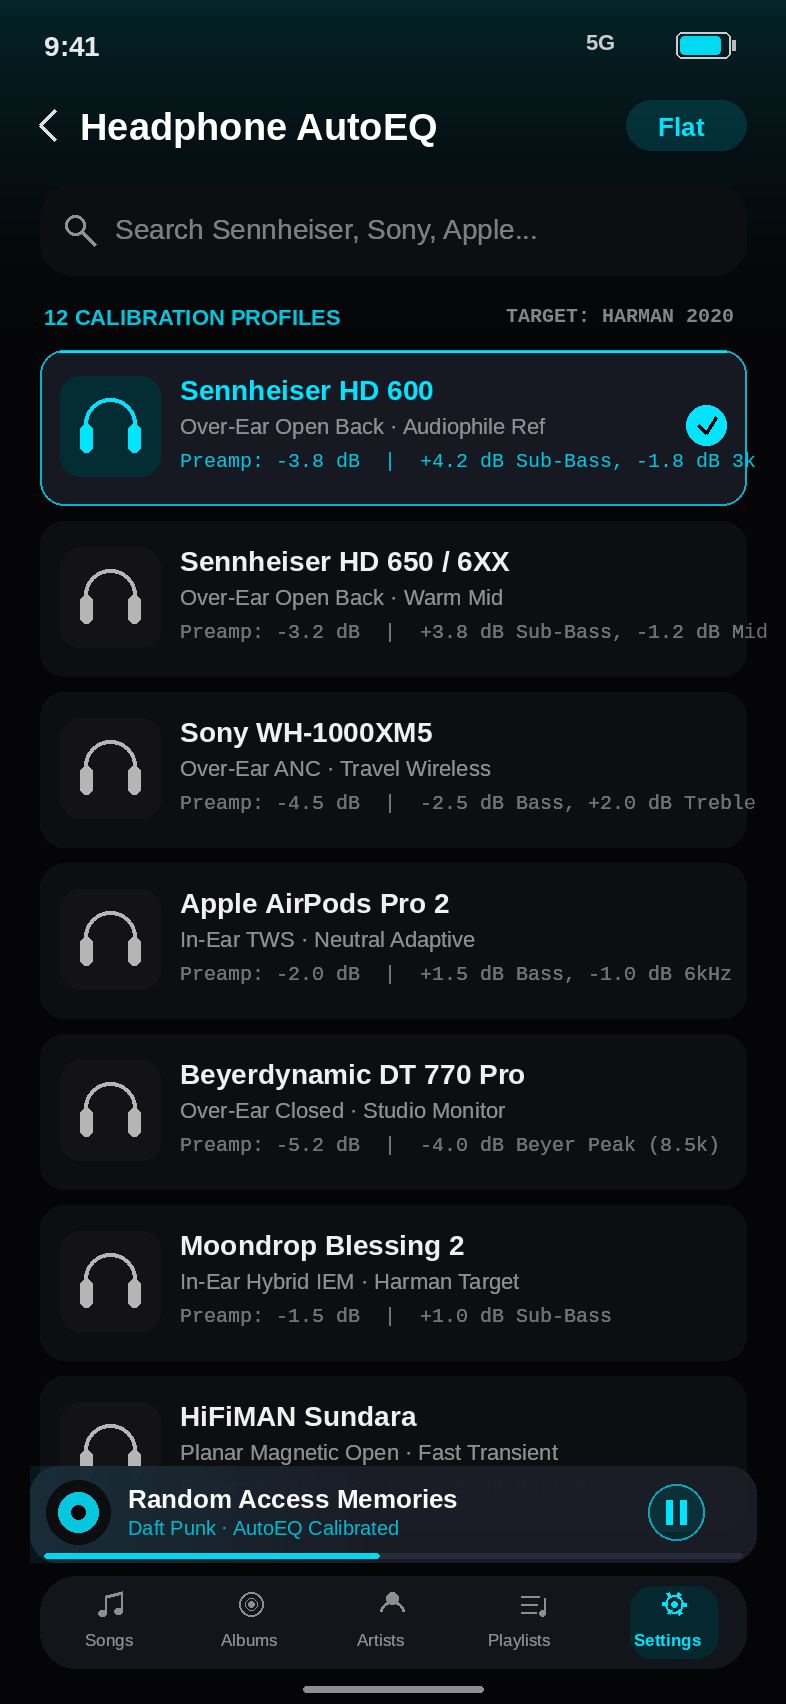 9:41
5G
Headphone AutoEQ
Flat
Search Sennheiser, Sony, Apple...
12 CALIBRATION PROFILES
TARGET: HARMAN 2020
Sennheiser HD 600
Over-Ear Open Back · Audiophile Ref
Preamp: -3.8 dB | +4.2 dB Sub-Bass, -1.8 dB 3k
Sennheiser HD 650 / 6XX
Over-Ear Open Back · Warm Mid
Preamp: -3.2 dB | +3.8 dB Sub-Bass, -1.2 dB Mid
Sony WH-1000XM5
Over-Ear ANC · Travel Wireless
Preamp: -4.5 dB | -2.5 dB Bass, +2.0 dB Treble
Apple AirPods Pro 2
In-Ear TWS · Neutral Adaptive
Preamp: -2.0 dB | +1.5 dB Bass, -1.0 dB 6kHz
Beyerdynamic DT 770 Pro
Over-Ear Closed · Studio Monitor
Preamp: -5.2 dB | -4.0 dB Beyer Peak (8.5k)
Moondrop Blessing 2
In-Ear Hybrid IEM · Harman Target
Preamp: -1.5 dB | +1.0 dB Sub-Bass
HiFiMAN Sundara
Planar Magnetic Open · Fast Transient
Random Access Memories
Daft Punk · AutoEQ Calibrated
Songs
Albums
Artists
Playlists
Settings